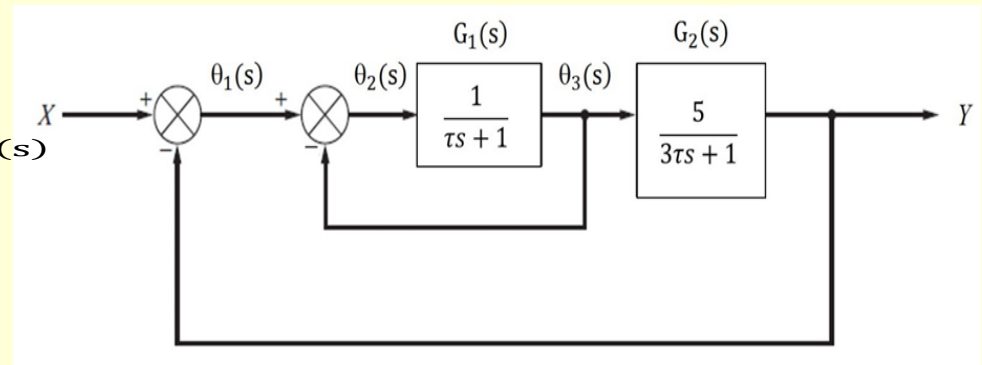 G₁(s) G₂(s)
θ₁(s) θ₂(s) θ₃(s)
X + + 1 5 Y
τs + 1 3τs + 1
(s) − −